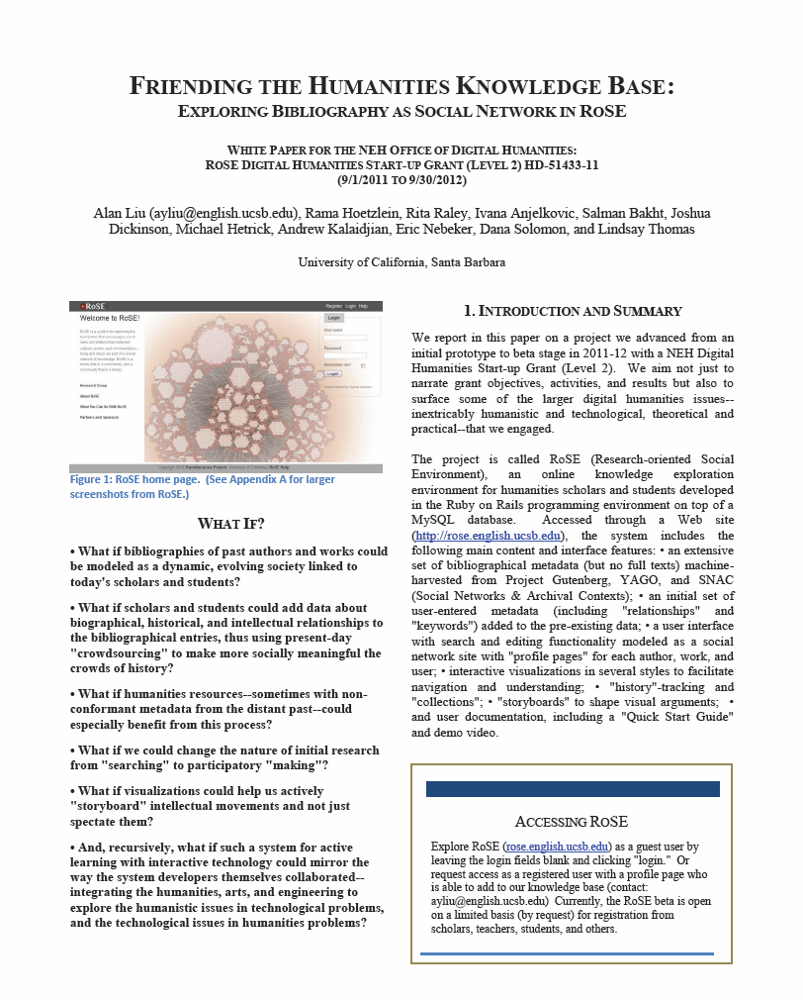 FRIENDING THE HUMANITIES KNOWLEDGE BASE:
EXPLORING BIBLIOGRAPHY AS SOCIAL NETWORK IN ROSE
WHITE PAPER FOR THE NEH OFFICE OF DIGITAL HUMANITIES:
ROSE DIGITAL HUMANITIES START-UP GRANT (LEVEL 2) HD-51433-11
(9/1/2011 TO 9/30/2012)
Alan Liu (ayliu@english.ucsb.edu), Rama Hoetzlein, Rita Raley, Ivana Anjelkovic, Salman Bakht, Joshua
Dickinson, Michael Hetrick, Andrew Kalaidjian, Eric Nebeker, Dana Solomon, and Lindsay Thomas
University of California, Santa Barbara
RoSE
Register Login Help
Welcome to RoSE!
Login
User name
Password
Remember me?
Login
Research Group
About RoSE
What You Can Do With RoSE
Partners and Sponsors
Figure 1: RoSE home page.  (See Appendix A for larger
screenshots from RoSE.)
WHAT IF?
• What if bibliographies of past authors and works could
be modeled as a dynamic, evolving society linked to
today's scholars and students?
• What if scholars and students could add data about
biographical, historical, and intellectual relationships to
the bibliographical entries, thus using present-day
"crowdsourcing" to make more socially meaningful the
crowds of history?
• What if humanities resources--sometimes with non-
conformant metadata from the distant past--could
especially benefit from this process?
• What if we could change the nature of initial research
from "searching" to participatory "making"?
• What if visualizations could help us actively
"storyboard" intellectual movements and not just
spectate them?
• And, recursively, what if such a system for active
learning with interactive technology could mirror the
way the system developers themselves collaborated--
integrating the humanities, arts, and engineering to
explore the humanistic issues in technological problems,
and the technological issues in humanities problems?
1. INTRODUCTION AND SUMMARY
We report in this paper on a project we advanced from an
initial prototype to beta stage in 2011-12 with a NEH Digital
Humanities Start-up Grant (Level 2).  We aim not just to
narrate grant objectives, activities, and results but also to
surface some of the larger digital humanities issues--
inextricably humanistic and technological, theoretical and
practical--that we engaged.
The project is called RoSE (Research-oriented Social
Environment), an online knowledge exploration
environment for humanities scholars and students developed
in the Ruby on Rails programming environment on top of a
MySQL database.  Accessed through a Web site
(http://rose.english.ucsb.edu), the system includes the
following main content and interface features: • an extensive
set of bibliographical metadata (but no full texts) machine-
harvested from Project Gutenberg, YAGO, and SNAC
(Social Networks & Archival Contexts); • an initial set of
user-entered metadata (including "relationships" and
"keywords") added to the pre-existing data; • a user interface
with search and editing functionality modeled as a social
network site with "profile pages" for each author, work, and
user; • interactive visualizations in several styles to facilitate
navigation and understanding; • "history"-tracking and
"collections"; • "storyboards" to shape visual arguments; •
and user documentation, including a "Quick Start Guide"
and demo video.
ACCESSING ROSE
Explore RoSE (rose.english.ucsb.edu) as a guest user by
leaving the login fields blank and clicking "login."  Or
request access as a registered user with a profile page who
is able to add to our knowledge base (contact:
ayliu@english.ucsb.edu)  Currently, the RoSE beta is open
on a limited basis (by request) for registration from
scholars, teachers, students, and others.